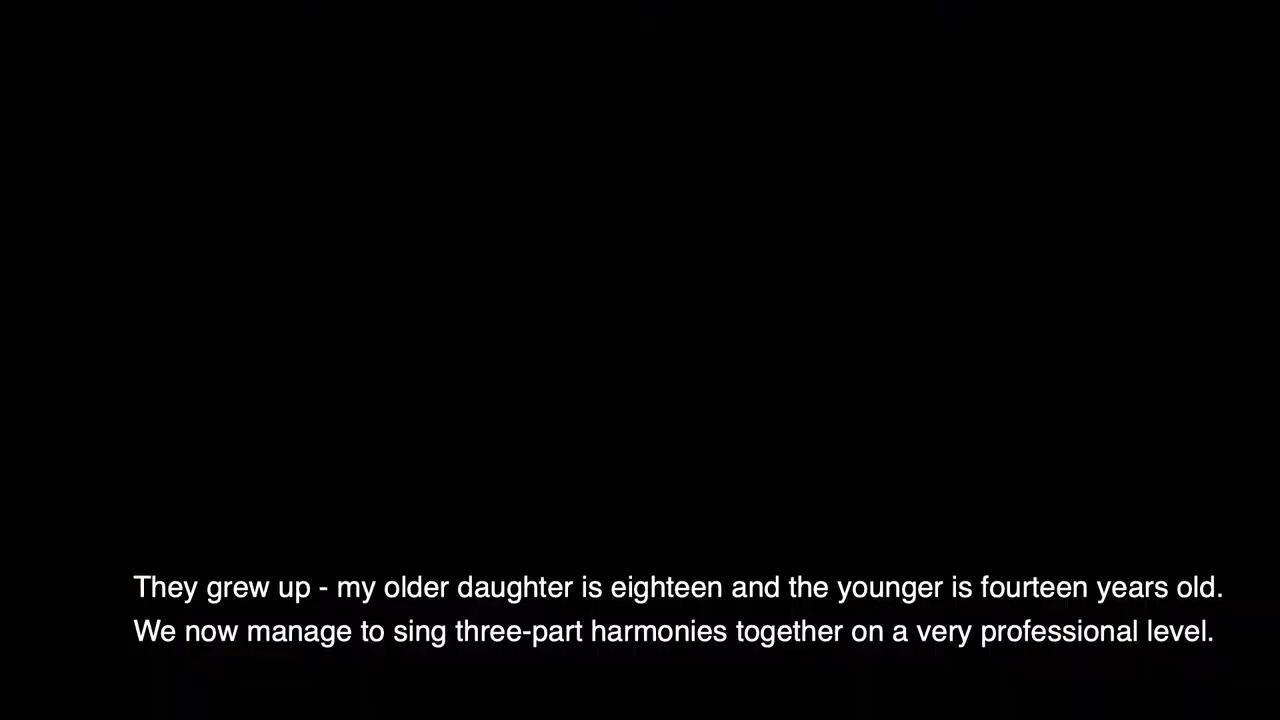 They grew up - my older daughter is eighteen and the younger is fourteen years old.
We now manage to sing three-part harmonies together on a very professional level.